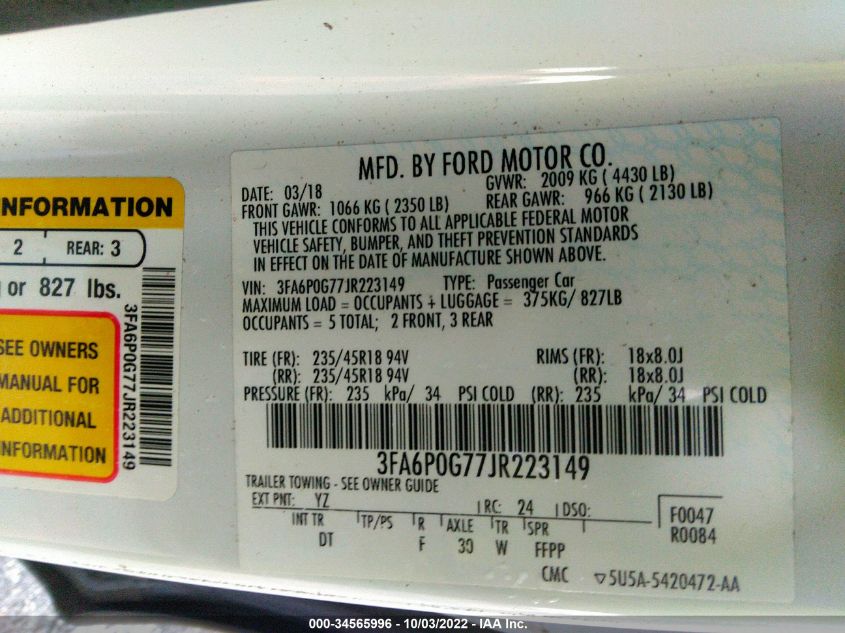 NFORMATION
2 REAR: 3
or 827 lbs.
SEE OWNERS
MANUAL FOR
ADDITIONAL
INFORMATION
3FA6P0G77JR223149
MFD. BY FORD MOTOR CO.
DATE: 03/18 GVWR: 2009 KG ( 4430 LB)
FRONT GAWR: 1066 KG ( 2350 LB) REAR GAWR: 966 KG ( 2130 LB)
THIS VEHICLE CONFORMS TO ALL APPLICABLE FEDERAL MOTOR
VEHICLE SAFETY, BUMPER, AND THEFT PREVENTION STANDARDS
IN EFFECT ON THE DATE OF MANUFACTURE SHOWN ABOVE.
VIN: 3FA6P0G77JR223149 TYPE: Passenger Car
MAXIMUM LOAD = OCCUPANTS + LUGGAGE = 375KG/ 827LB
OCCUPANTS = 5 TOTAL; 2 FRONT, 3 REAR
TIRE (FR): 235/45R18 94V RIMS (FR): 18x8.0J
(RR): 235/45R18 94V (RR): 18x8.0J
PRESSURE (FR): 235 kPa/ 34 PSI COLD (RR): 235 kPa/ 34 PSI COLD
3FA6P0G77JR223149
TRAILER TOWING - SEE OWNER GUIDE
EXT PNT: YZ RC: 24 DSO:
INT TR TP/PS R AXLE TR SPR
DT F 30 W FFPP
F0047
R0084
CMC 5U5A-5420472-AA
000-34565996 - 10/03/2022 - IAA Inc.